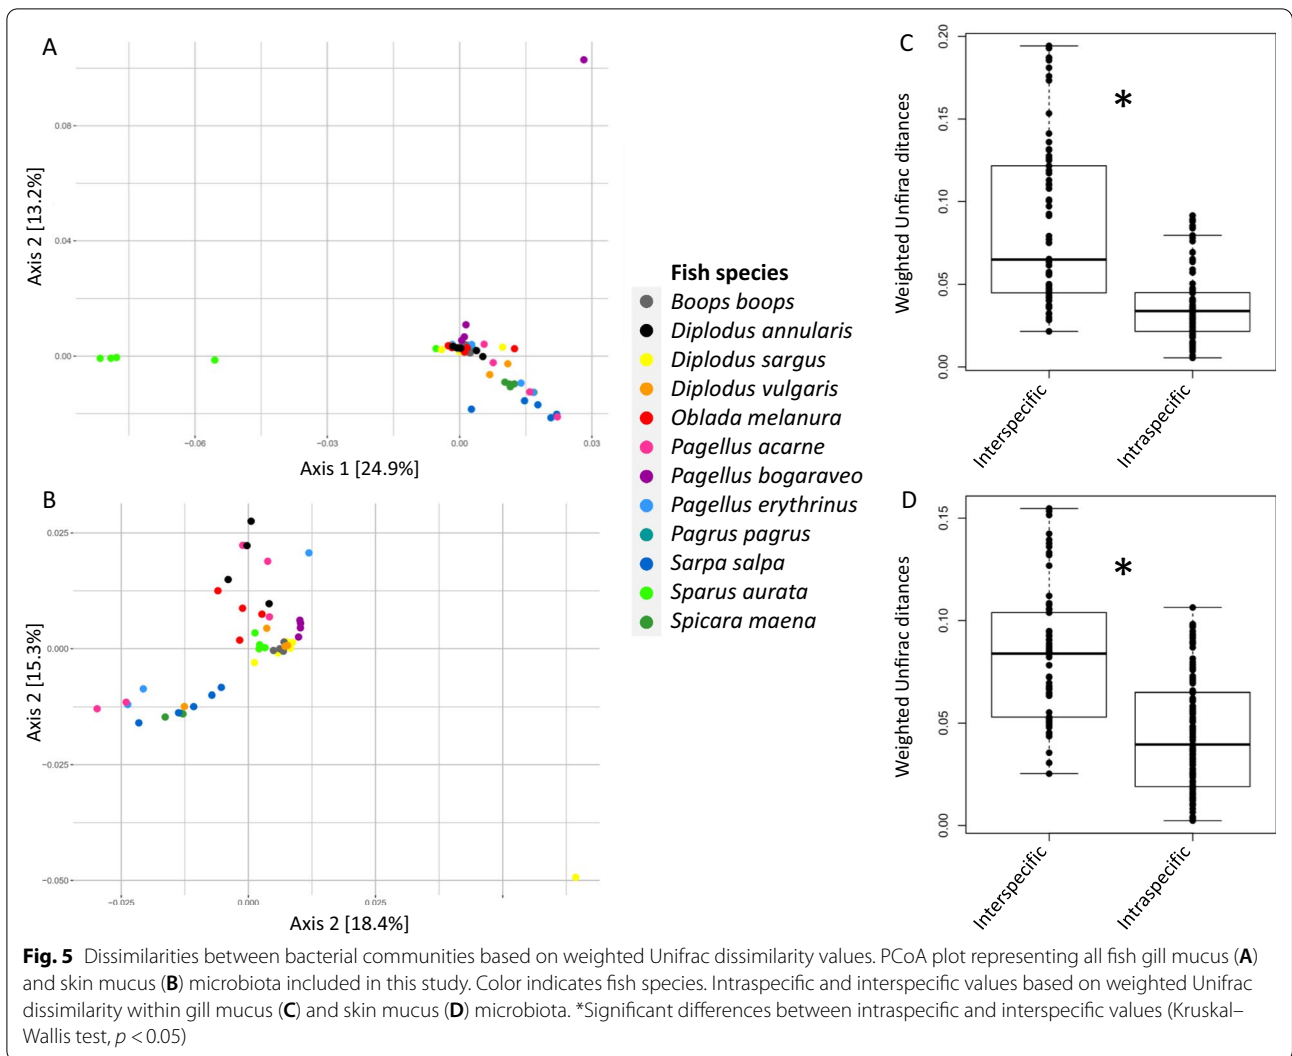 A
0.08
0.04
0.00
Axis 2 [13.2%]
−0.06
−0.03
0.00
0.03
Axis 1 [24.9%]
B
0.025
0.000
−0.025
−0.050
Axis 2 [15.3%]
−0.025
0.000
0.025
Axis 2 [18.4%]
Fish species
Boops boops
Diplodus annularis
Diplodus sargus
Diplodus vulgaris
Oblada melanura
Pagellus acarne
Pagellus bogaraveo
Pagellus erythrinus
Pagrus pagrus
Sarpa salpa
Sparus aurata
Spicara maena
C
Weighted Unfirac ditances
0.20
0.15
0.10
0.05
0.00
*
Interspecific
Intraspecific
D
Weighted Unfirac ditances
0.15
0.10
0.05
0.00
*
Interspecific
Intraspecific
Fig. 5 Dissimilarities between bacterial communities based on weighted Unifrac dissimilarity values. PCoA plot representing all fish gill mucus (A)
and skin mucus (B) microbiota included in this study. Color indicates fish species. Intraspecific and interspecific values based on weighted Unifrac
dissimilarity within gill mucus (C) and skin mucus (D) microbiota. *Significant differences between intraspecific and interspecific values (Kruskal–
Wallis test, p < 0.05)